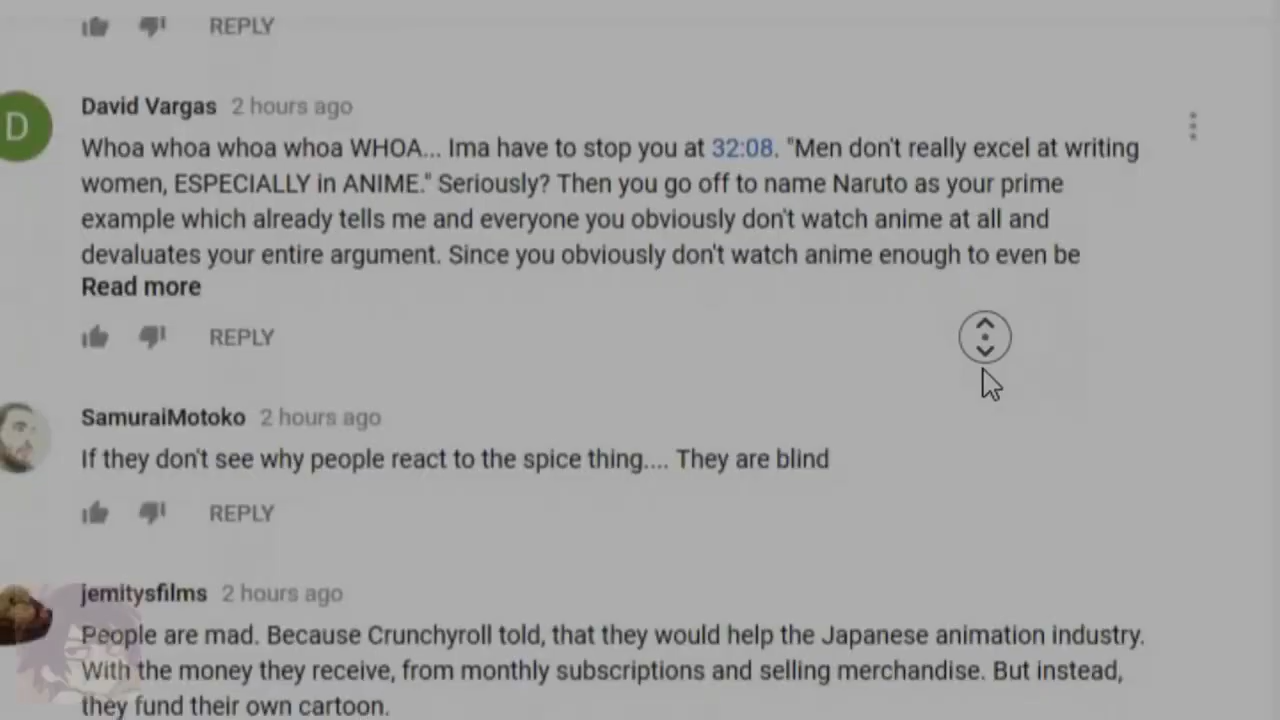 REPLY
D
David Vargas 2 hours ago
Whoa whoa whoa whoa WHOA... Ima have to stop you at 32:08. "Men don't really excel at writing
women, ESPECIALLY in ANIME." Seriously? Then you go off to name Naruto as your prime
example which already tells me and everyone you obviously don't watch anime at all and
devaluates your entire argument. Since you obviously don't watch anime enough to even be
Read more
REPLY
SamuraiMotoko 2 hours ago
If they don't see why people react to the spice thing.... They are blind
REPLY
jemitysfilms 2 hours ago
People are mad. Because Crunchyroll told, that they would help the Japanese animation industry.
With the money they receive, from monthly subscriptions and selling merchandise. But instead,
they fund their own cartoon.